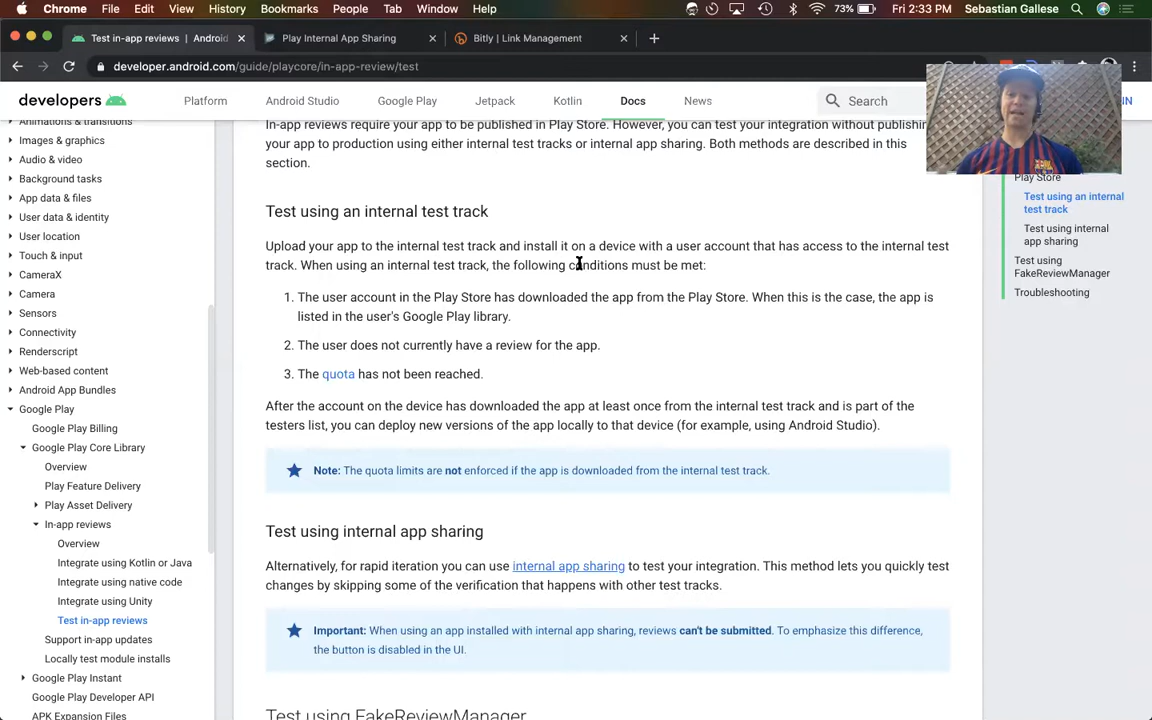 Chrome File Edit View History Bookmarks People Tab Window Help 73% Fri 2:33 PM Sebastian Gallese
Test in-app reviews | Android Play Internal App Sharing Bitly | Link Management
developer.android.com/guide/playcore/in-app-review/test
developers Platform Android Studio Google Play Jetpack Kotlin Docs News Search IN
Animations & transitions
Images & graphics
Audio & video
Background tasks
App data & files
User data & identity
User location
Touch & input
CameraX
Camera
Sensors
Connectivity
Renderscript
Web-based content
Android App Bundles
Google Play
Google Play Billing
Google Play Core Library
Overview
Play Feature Delivery
Play Asset Delivery
In-app reviews
Overview
Integrate using Kotlin or Java
Integrate using native code
Integrate using Unity
Test in-app reviews
Support in-app updates
Locally test module installs
Google Play Instant
Google Play Developer API
APK Expansion Files
In-app reviews require your app to be published in Play Store. However, you can test your integration without publishin
your app to production using either internal test tracks or internal app sharing. Both methods are described in this
section.
Test using an internal test track
Upload your app to the internal test track and install it on a device with a user account that has access to the internal test
track. When using an internal test track, the following conditions must be met:
1. The user account in the Play Store has downloaded the app from the Play Store. When this is the case, the app is
listed in the user's Google Play library.
2. The user does not currently have a review for the app.
3. The quota has not been reached.
After the account on the device has downloaded the app at least once from the internal test track and is part of the
testers list, you can deploy new versions of the app locally to that device (for example, using Android Studio).
Note: The quota limits are not enforced if the app is downloaded from the internal test track.
Test using internal app sharing
Alternatively, for rapid iteration you can use internal app sharing to test your integration. This method lets you quickly test
changes by skipping some of the verification that happens with other test tracks.
Important: When using an app installed with internal app sharing, reviews can't be submitted. To emphasize this difference,
the button is disabled in the UI.
Test using FakeReviewManager
Play Store
Test using an internal
test track
Test using internal
app sharing
Test using
FakeReviewManager
Troubleshooting